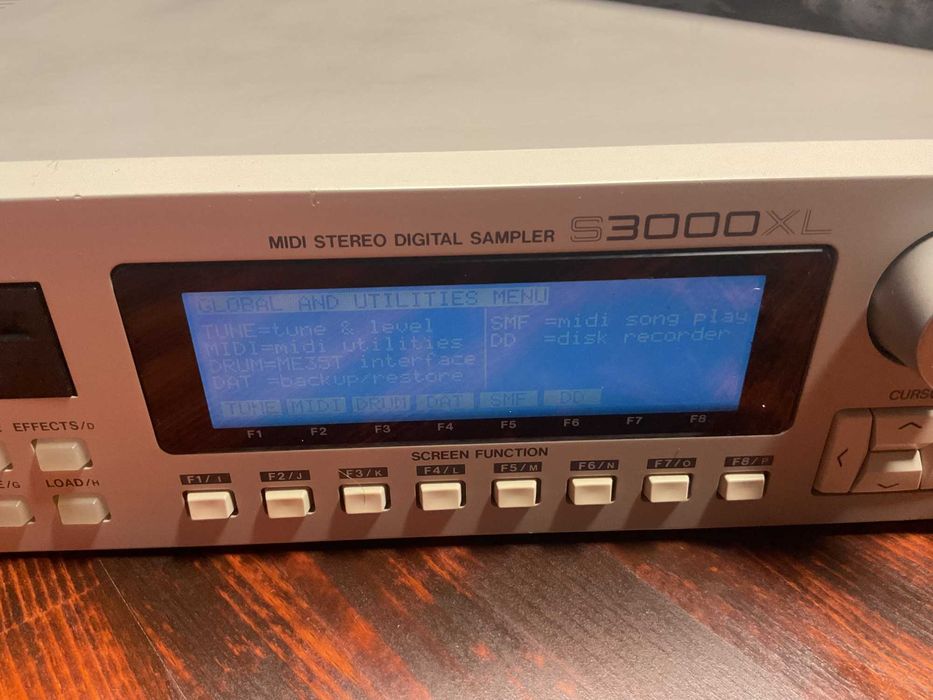 MIDI STEREO DIGITAL SAMPLER S3000XL
GLOBAL AND UTILITIES MENU
TUNE=tune & level
MIDI=midi utilities
DRUM=ME35T interface
DAT =backup/restore
SMF =midi song play
DD =disk recorder
TUNE MIDI DRUM DAT SMF DD
F1 F2 F3 F4 F5 F6 F7 F8
SCREEN FUNCTION
EFFECTS/D
LOAD/H
F1/I F2/J F3/K F4/L F5/M F6/N F7/O F8/P